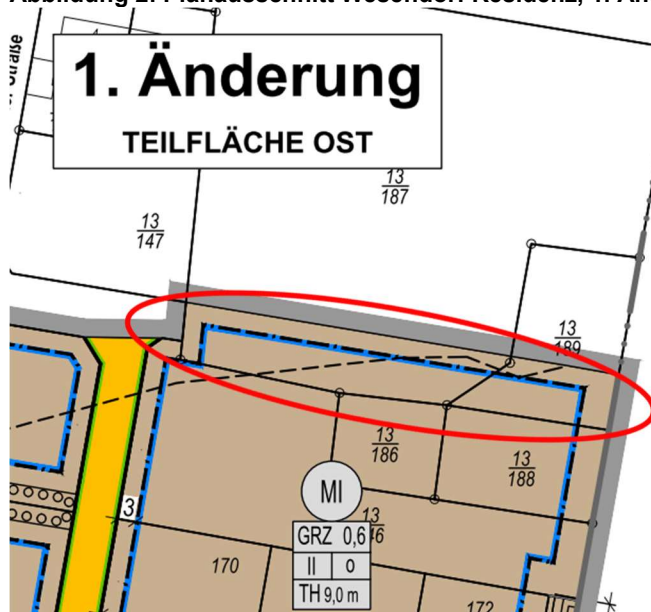 1. Änderung
TEILFLÄCHE OST
13
187
13
147
13
189
13
186
13
188
MI
3
GRZ 0,6
II o
TH 9,0 m
13
170
172